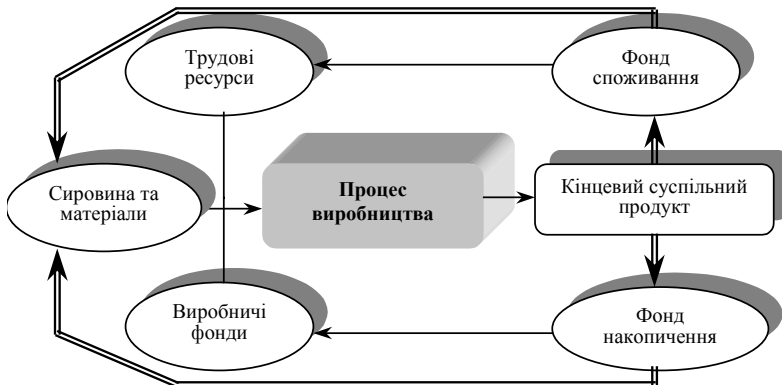 Трудові
ресурси
Фонд
споживання
Сировина та
матеріали
Процес
виробництва
Кінцевий суспільний
продукт
Виробничі
фонди
Фонд
накопичення